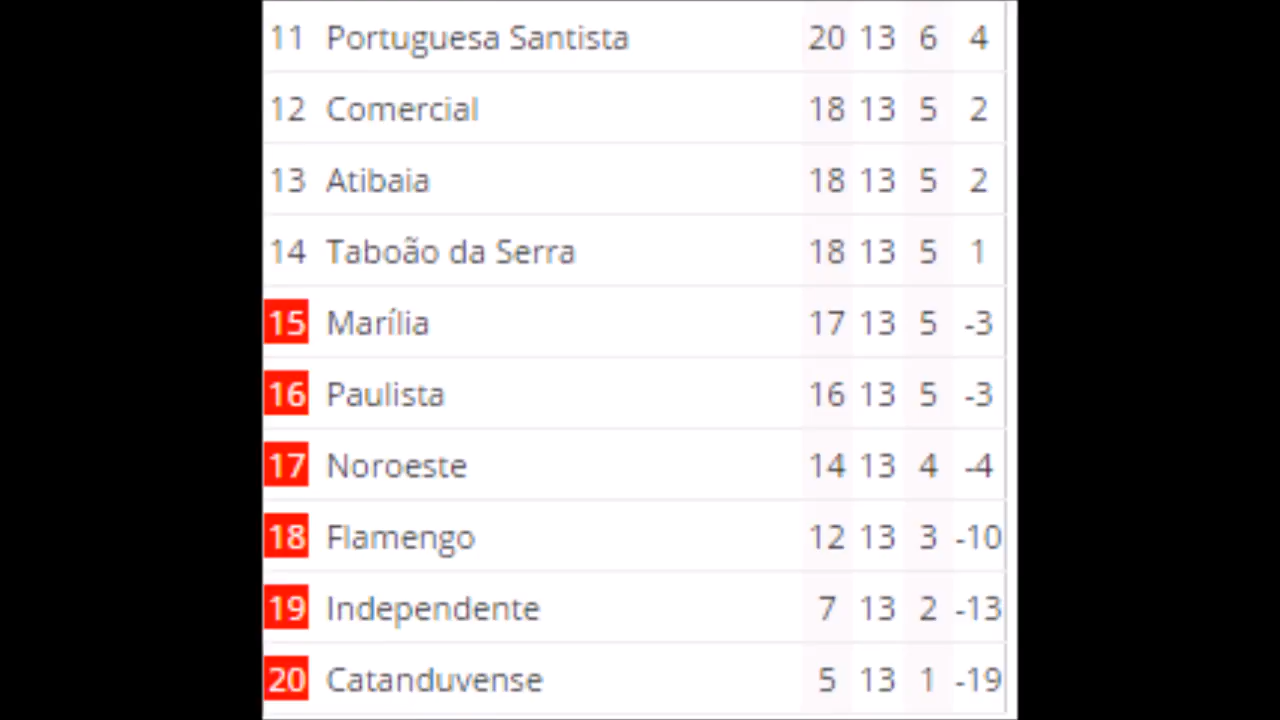 11 Portuguesa Santista 20 13 6 4
12 Comercial 18 13 5 2
13 Atibaia 18 13 5 2
14 Taboão da Serra 18 13 5 1
15 Marília 17 13 5 -3
16 Paulista 16 13 5 -3
17 Noroeste 14 13 4 -4
18 Flamengo 12 13 3 -10
19 Independente 7 13 2 -13
20 Catanduvense 5 13 1 -19